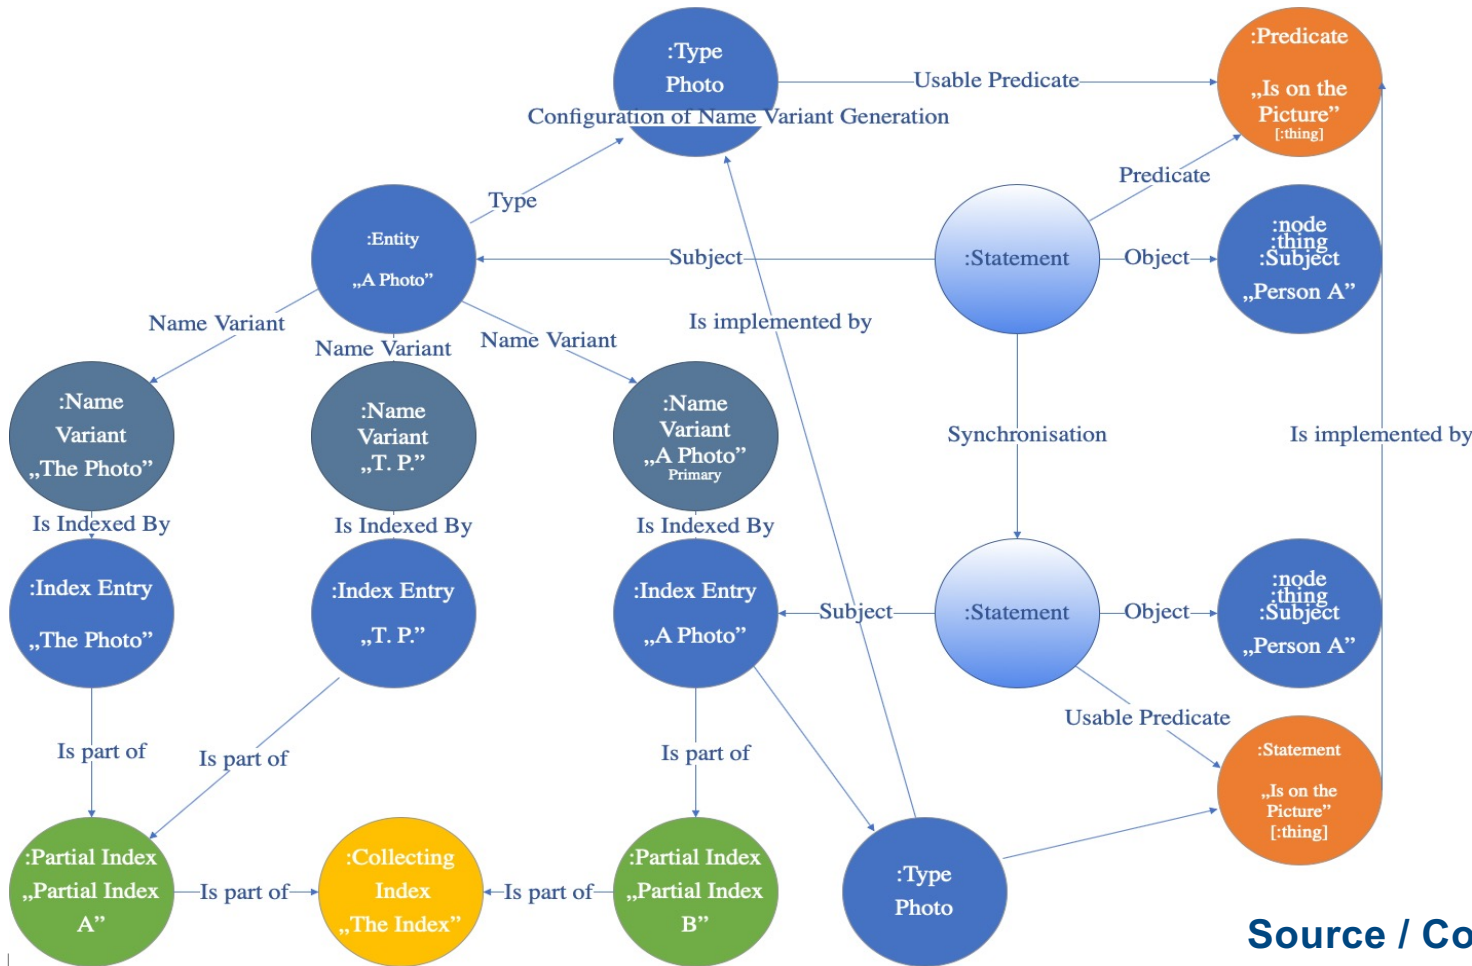 :Type
Photo
Configuration of Name Variant Generation
Usable Predicate
:Predicate
„Is on the
Picture”
[:thing]
Predicate
Type
:Entity
„A Photo”
Subject
:Statement
Object
:node
:thing
:Subject
„Person A”
Name Variant
Name Variant
Name Variant
Is implemented by
:Name
Variant
„The Photo”
:Name
Variant
„T. P.”
:Name
Variant
„A Photo”
Primary
Synchronisation
Is implemented by
Is Indexed By
Is Indexed By
Is Indexed By
:Index Entry
„The Photo”
:Index Entry
„T. P.”
:Index Entry
„A Photo”
Subject
:Statement
Object
:node
:thing
:Subject
„Person A”
Usable Predicate
Is part of
Is part of
Is part of
:Statement
„Is on the
Picture”
[:thing]
:Partial Index
„Partial Index
A”
Is part of
:Collecting
Index
„The Index”
Is part of
:Partial Index
„Partial Index
B”
:Type
Photo
Source / Co